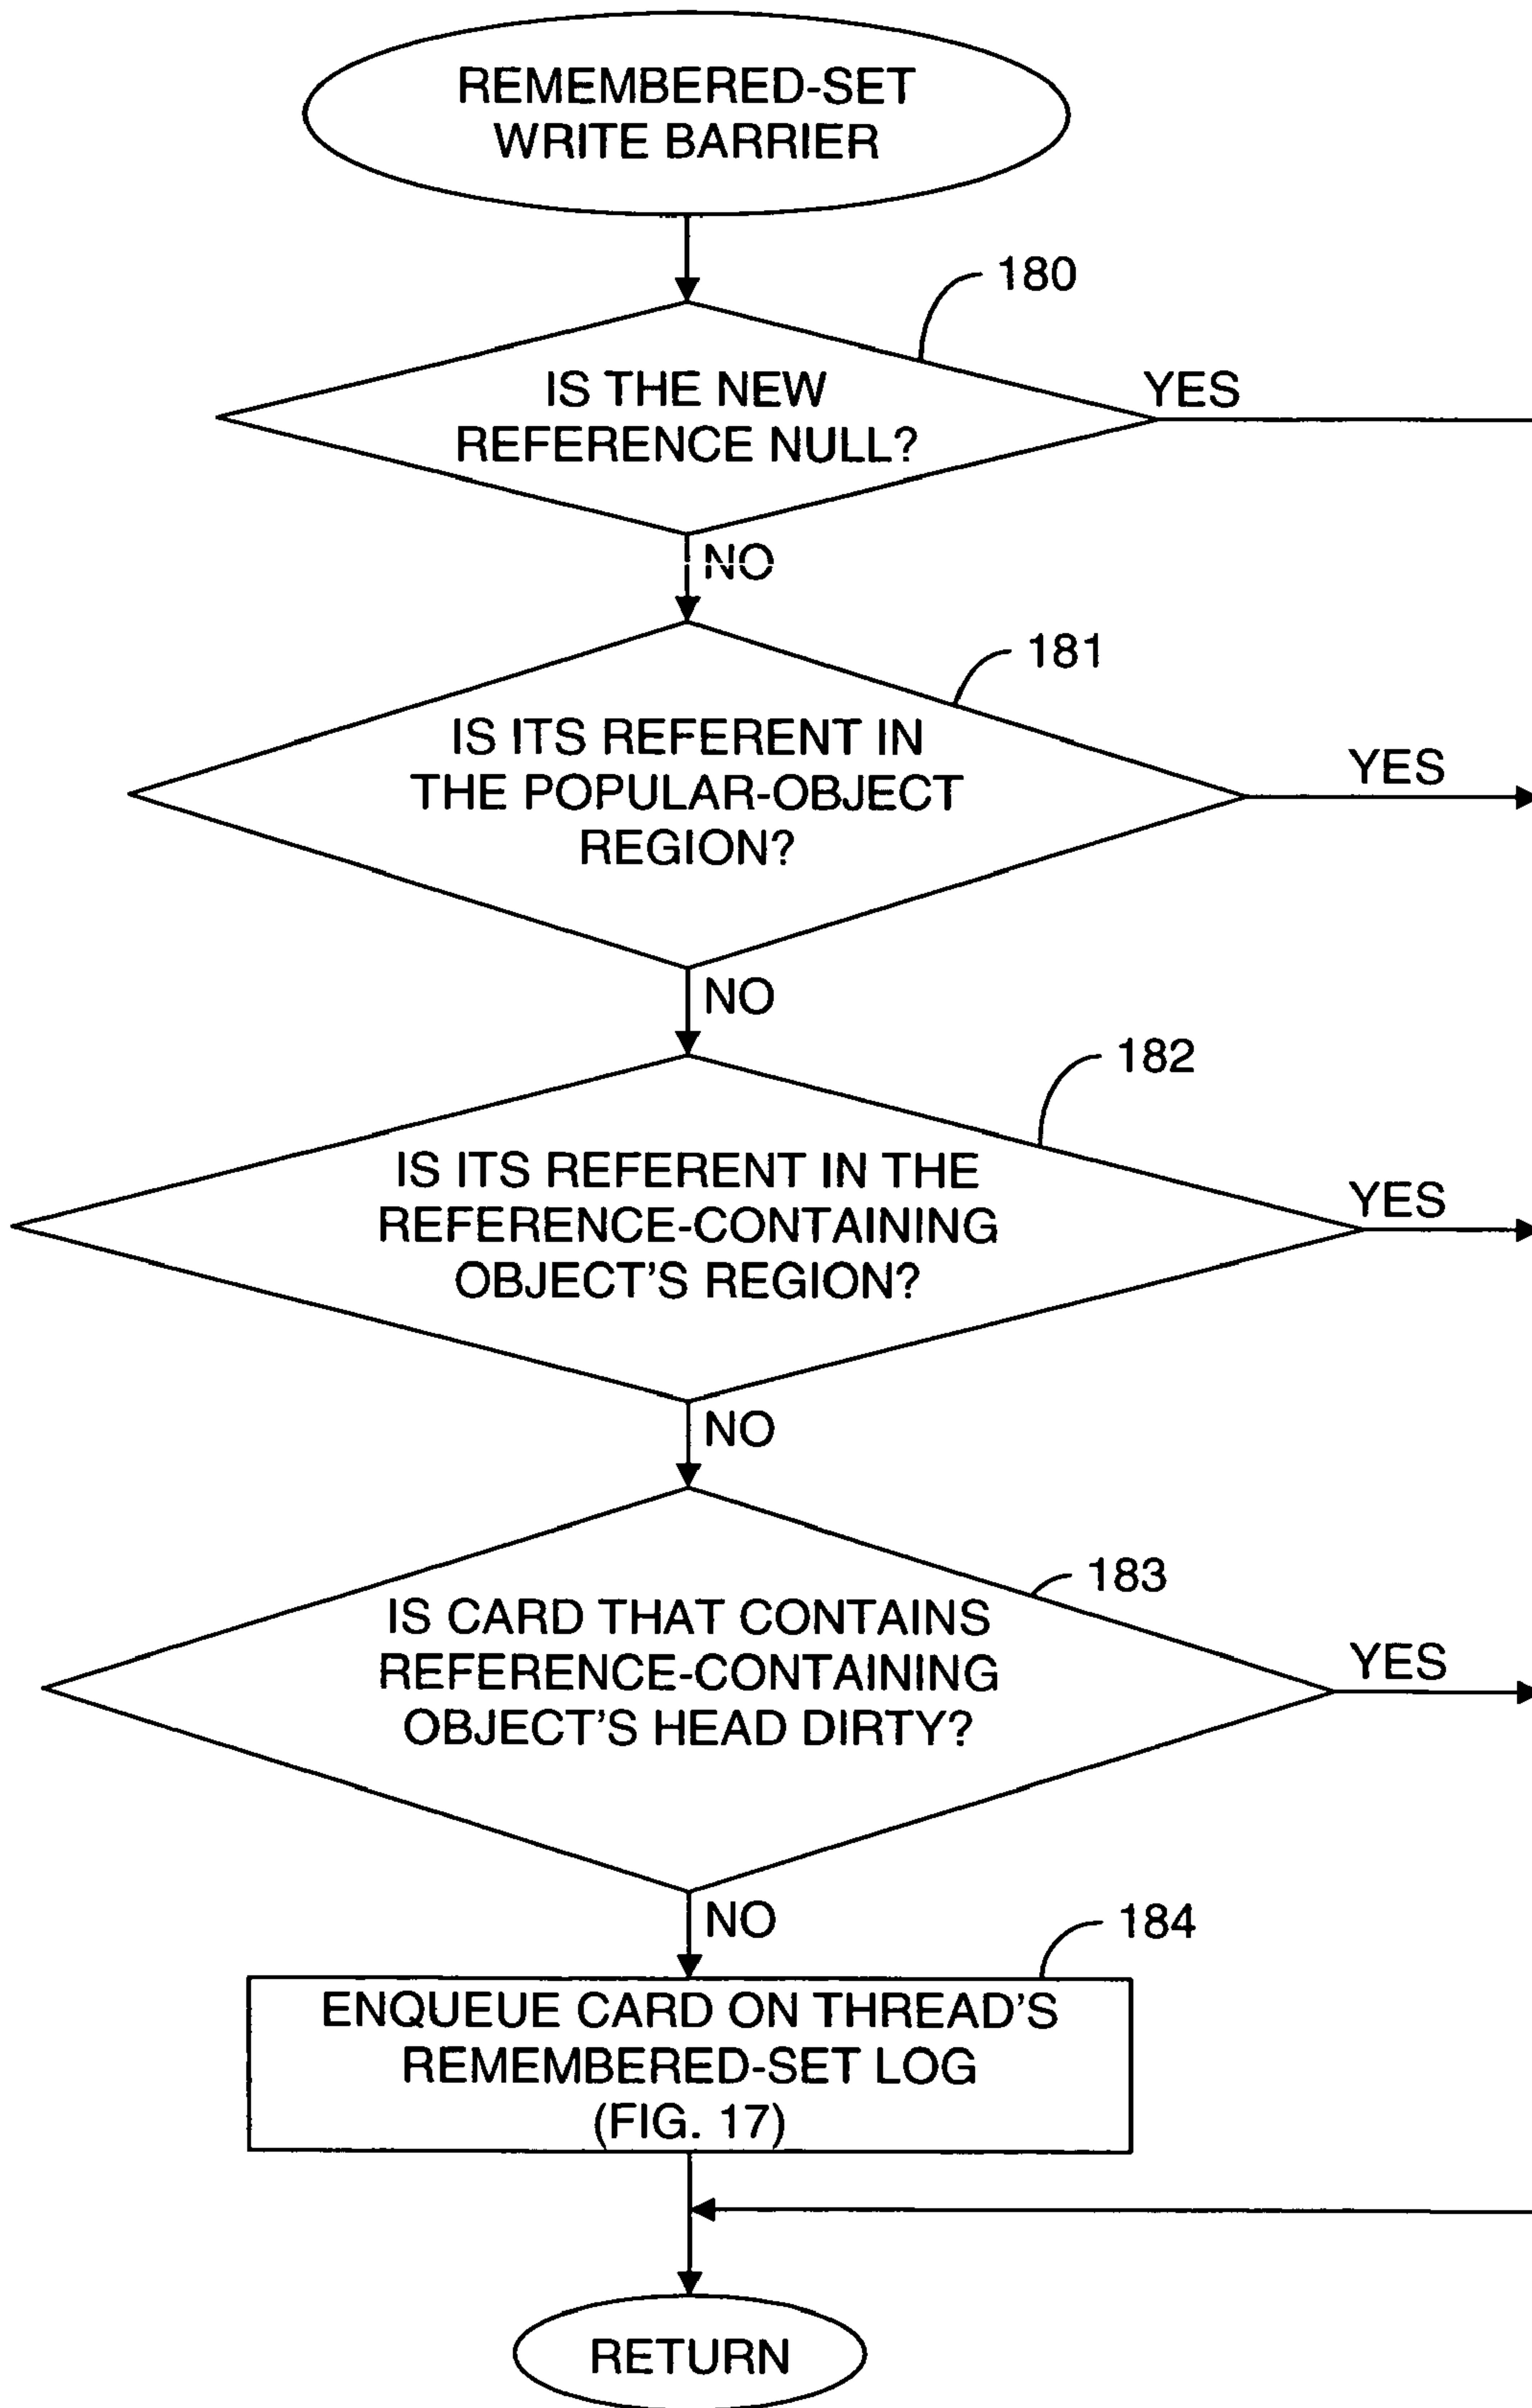 REMEMBERED-SET
WRITE BARRIER
180
IS THE NEW
REFERENCE NULL?
YES
NO
181
IS ITS REFERENT IN
THE POPULAR-OBJECT
REGION?
YES
NO
182
IS ITS REFERENT IN THE
REFERENCE-CONTAINING
OBJECT'S REGION?
YES
NO
183
IS CARD THAT CONTAINS
REFERENCE-CONTAINING
OBJECT'S HEAD DIRTY?
YES
NO
184
ENQUEUE CARD ON THREAD'S
REMEMBERED-SET LOG
(FIG. 17)
RETURN